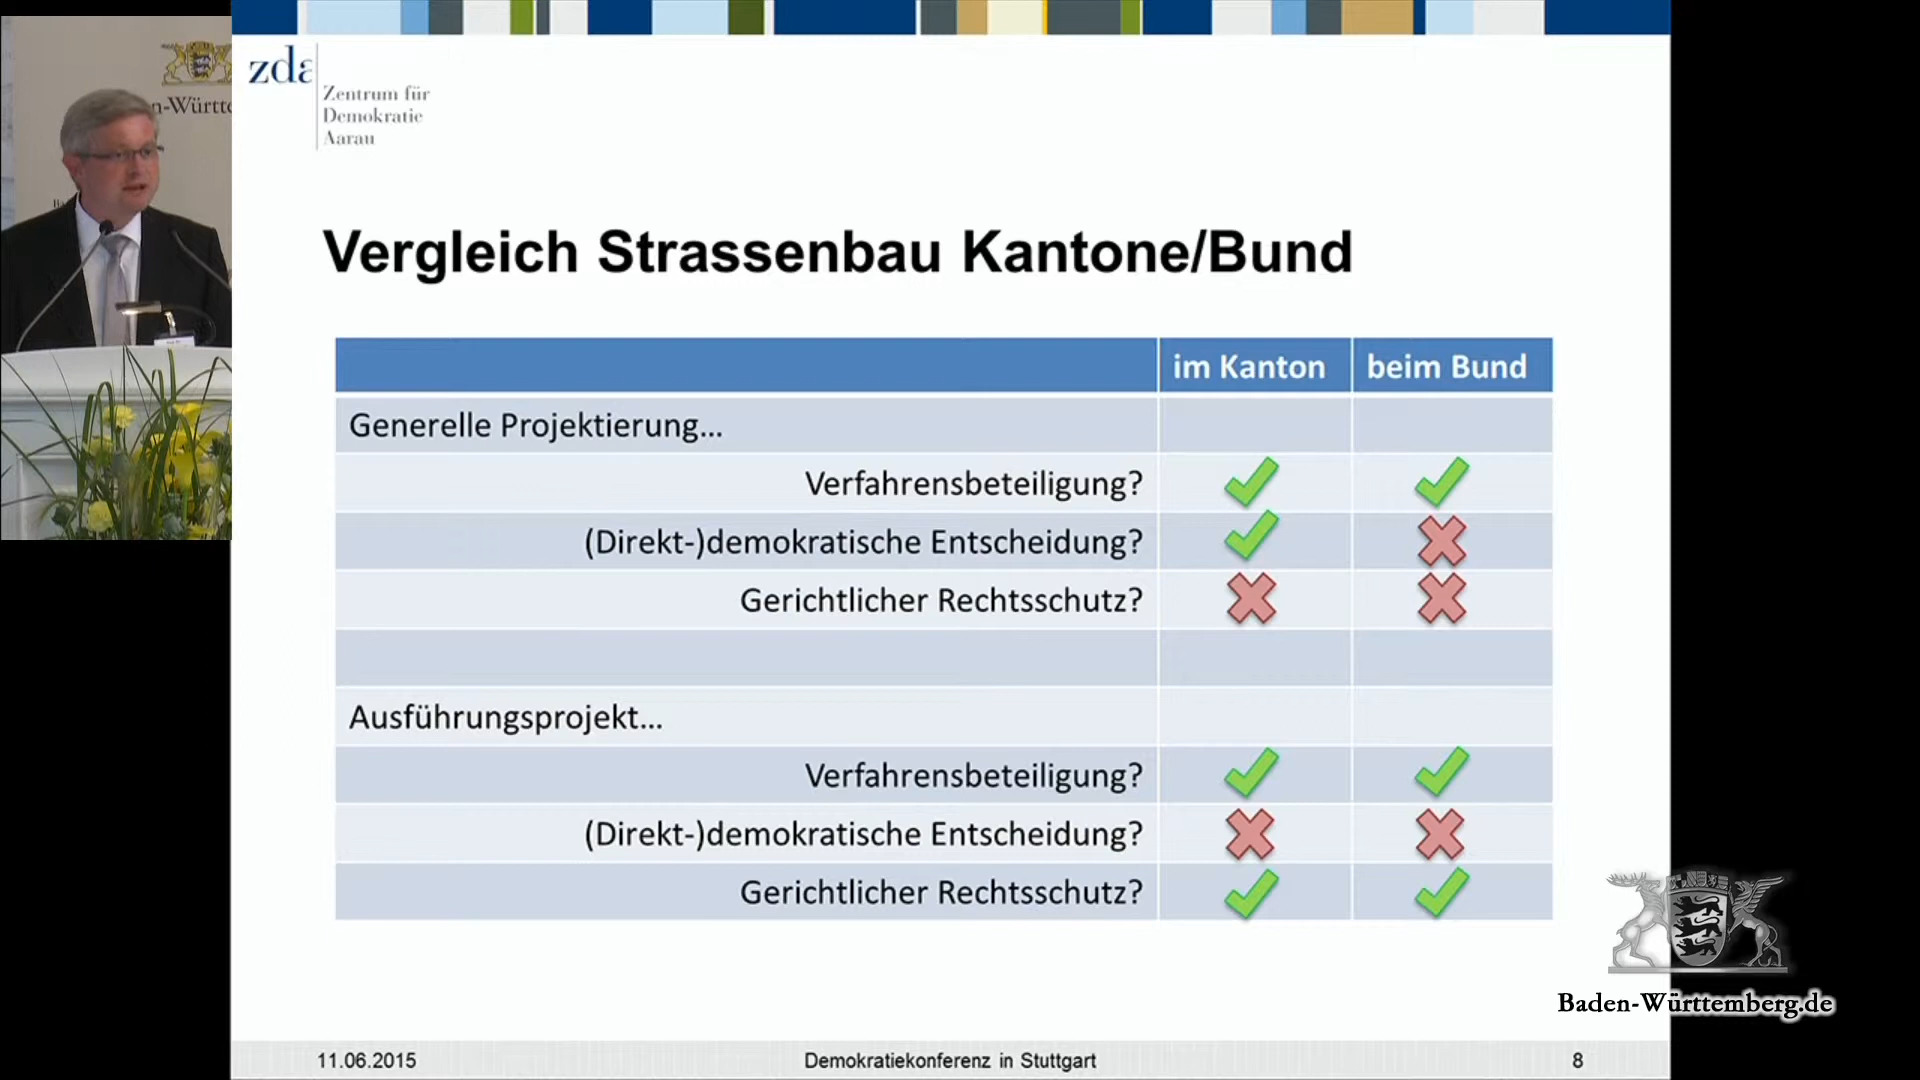 n-Württe
zda
Zentrum für
Demokratie
Aarau
Vergleich Strassenbau Kantone/Bund
im Kanton beim Bund
Generelle Projektierung...
Verfahrensbeteiligung?
(Direkt-)demokratische Entscheidung?
Gerichtlicher Rechtsschutz?
Ausführungsprojekt...
Verfahrensbeteiligung?
(Direkt-)demokratische Entscheidung?
Gerichtlicher Rechtsschutz?
Baden-Württemberg.de
11.06.2015 Demokratiekonferenz in Stuttgart 8